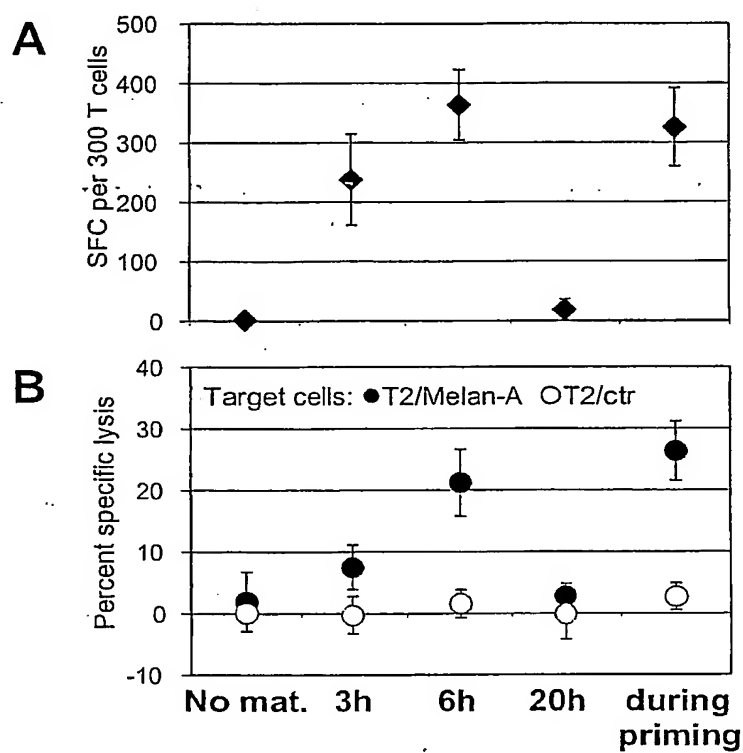 A
SFC per 300 T cells
500
400
300
200
100
0
B
Percent specific lysis
40
30
20
10
0
-10
Target cells: ●T2/Melan-A ○T2/ctr
No mat. 3h 6h 20h during
priming